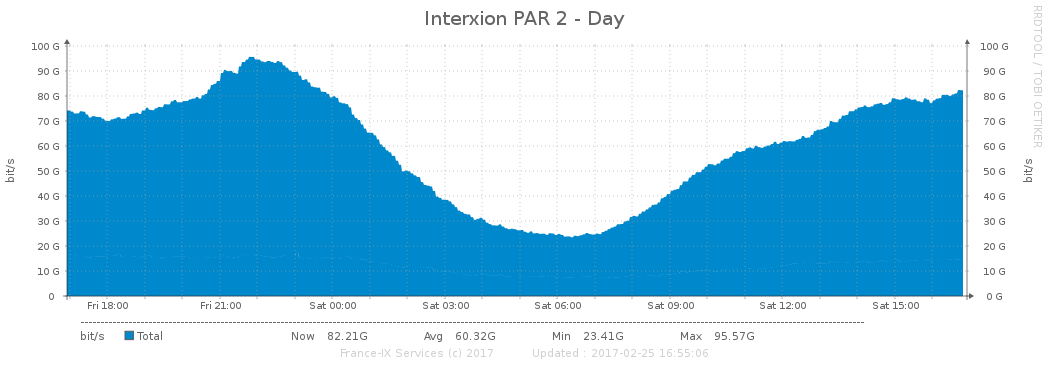 Interxion PAR 2 - Day
RRDTOOL / TOBI OETIKER
100 G 100 G
90 G 90 G
80 G 80 G
70 G 70 G
60 G 60 G
50 G 50 G
40 G 40 G
30 G 30 G
20 G 20 G
10 G 10 G
0 0 G
bit/s bit/s
Fri 18:00 Fri 21:00 Sat 00:00 Sat 03:00 Sat 06:00 Sat 09:00 Sat 12:00 Sat 15:00
bit/s Total Now 82.21G Avg 60.32G Min 23.41G Max 95.57G
France-IX Services (c) 2017 Updated : 2017-02-25 16:55:06